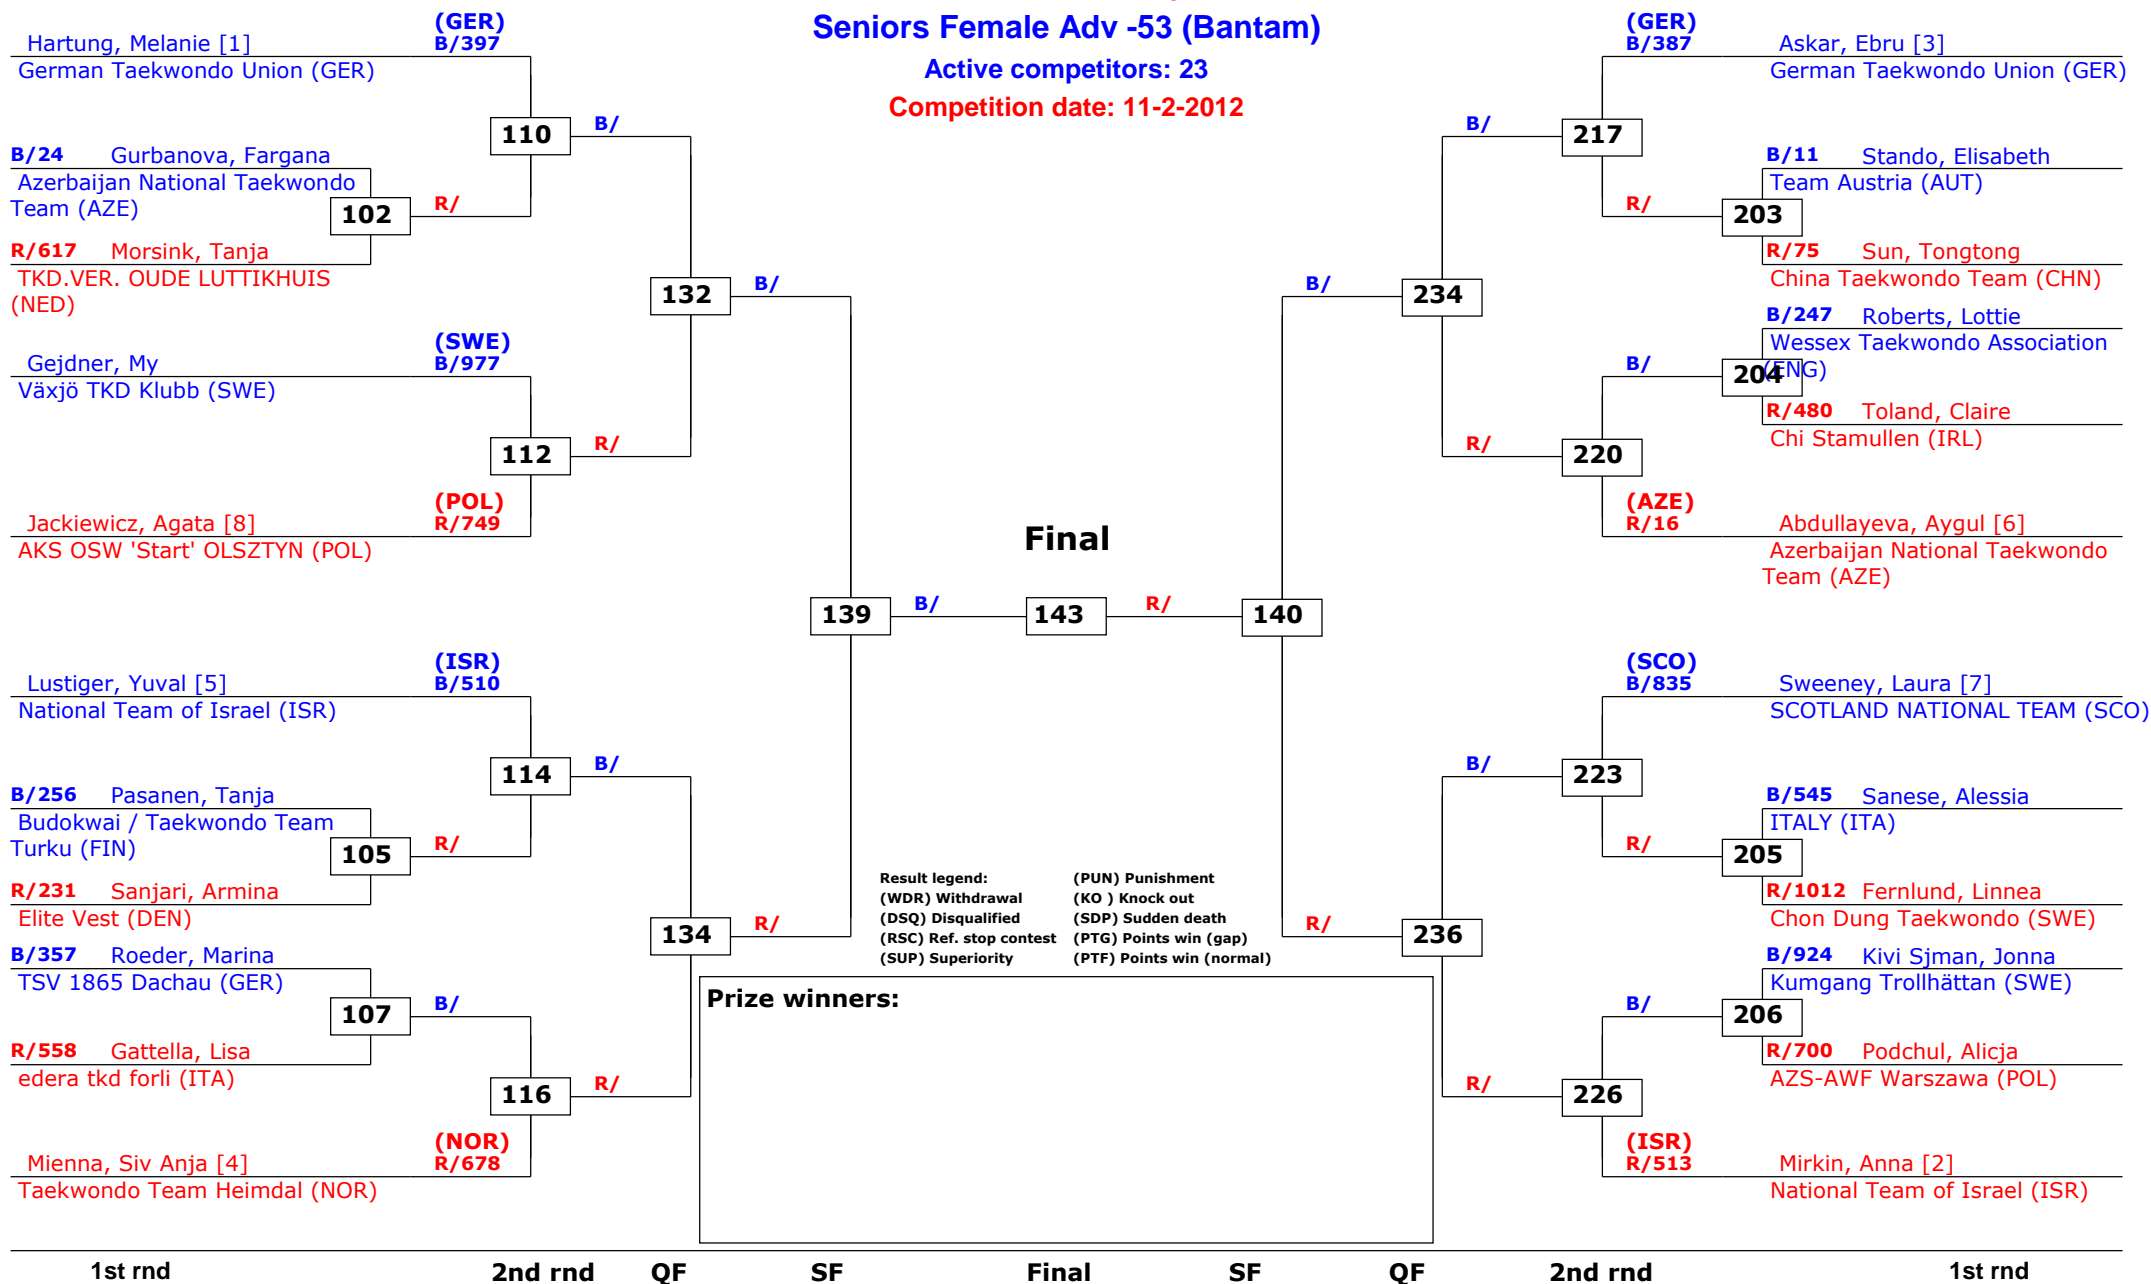 Seniors Female Adv -53 (Bantam)
Active competitors: 23
Competition date: 11-2-2012
(GER)
Hartung, Melanie [1] B/397
German Taekwondo Union (GER)
110
B/
B/24 Gurbanova, Fargana
Azerbaijan National Taekwondo
Team (AZE)
102
R/
R/617 Morsink, Tanja
TKD.VER. OUDE LUTTIKHUIS
(NED)
132
B/
(SWE)
Gejdner, My B/977
Växjö TKD Klubb (SWE)
112
R/
(POL)
Jackiewicz, Agata [8] R/749
AKS OSW 'Start' OLSZTYN (POL)
139
B/
(ISR)
Lustiger, Yuval [5] B/510
National Team of Israel (ISR)
114
B/
B/256 Pasanen, Tanja
Budokwai / Taekwondo Team
Turku (FIN)
105
R/
R/231 Sanjari, Armina
Elite Vest (DEN)
134
R/
B/357 Roeder, Marina
TSV 1865 Dachau (GER)
107
B/
R/558 Gattella, Lisa
edera tkd forli (ITA)
116
R/
(NOR)
Mienna, Siv Anja [4] R/678
Taekwondo Team Heimdal (NOR)
Final
143
(GER)
B/387 Askar, Ebru [3]
German Taekwondo Union (GER)
B/
217
B/11 Stando, Elisabeth
Team Austria (AUT)
R/
203
R/75 Sun, Tongtong
China Taekwondo Team (CHN)
B/
234
B/247 Roberts, Lottie
Wessex Taekwondo Association
(ENG)
B/
204
R/480 Toland, Claire
Chi Stamullen (IRL)
R/
220
(AZE)
R/16 Abdullayeva, Aygul [6]
Azerbaijan National Taekwondo
Team (AZE)
R/
140
(SCO)
B/835 Sweeney, Laura [7]
SCOTLAND NATIONAL TEAM (SCO)
B/
223
B/545 Sanese, Alessia
ITALY (ITA)
R/
205
R/1012 Fernlund, Linnea
Chon Dung Taekwondo (SWE)
R/
236
B/924 Kivi Sjman, Jonna
Kumgang Trollhättan (SWE)
B/
206
R/700 Podchul, Alicja
AZS-AWF Warszawa (POL)
R/
226
(ISR)
R/513 Mirkin, Anna [2]
National Team of Israel (ISR)
Result legend: (PUN) Punishment
(WDR) Withdrawal (KO ) Knock out
(DSQ) Disqualified (SDP) Sudden death
(RSC) Ref. stop contest (PTG) Points win (gap)
(SUP) Superiority (PTF) Points win (normal)
Prize winners:
1st rnd 2nd rnd QF SF Final SF QF 2nd rnd 1st rnd